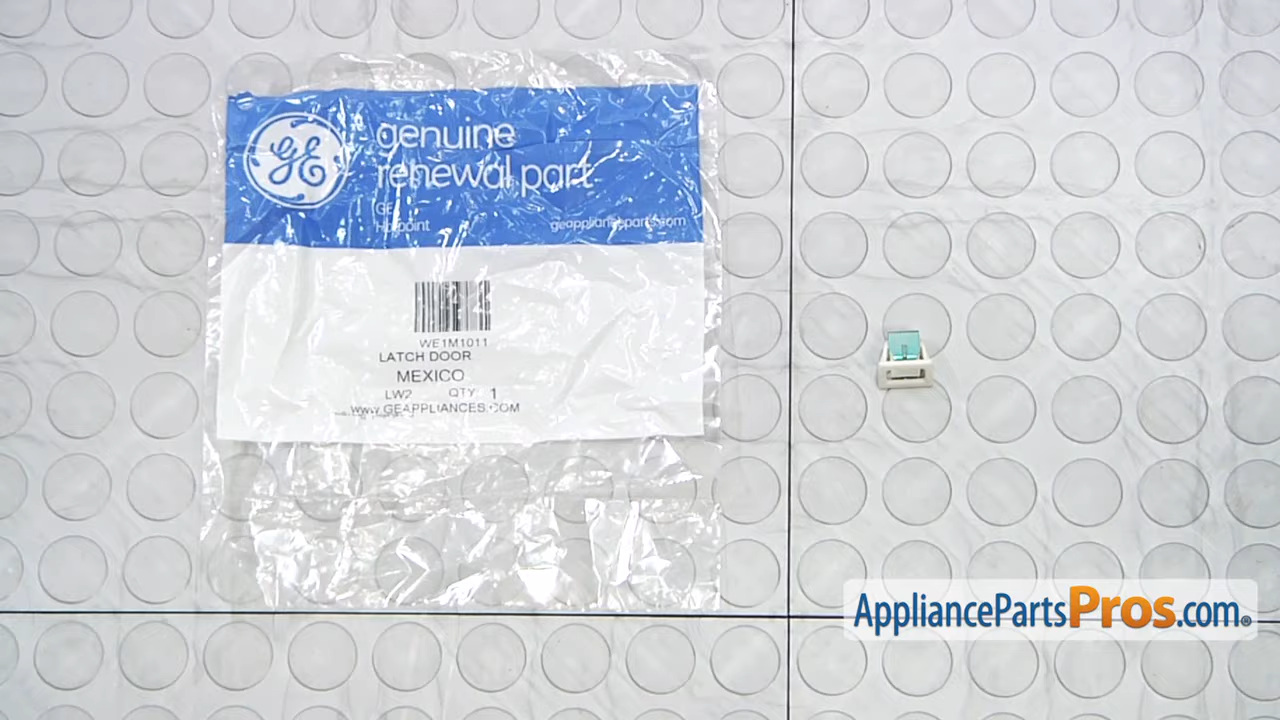 GE
genuine
renewal part
GE
Hotpoint
geapplianceparts.com
WE1M1011
LATCH DOOR
MEXICO
LW2 QTY 1
WWW.GEAPPLIANCES.COM
AppliancePartsPros.com®